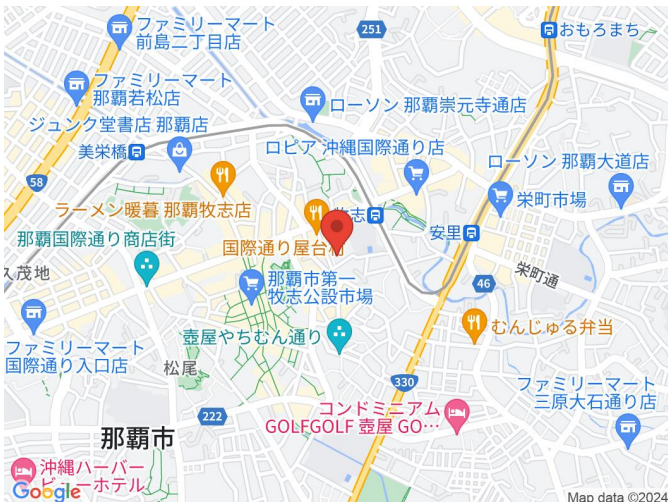 おもろまち
ファミリーマート
前島二丁目店
251
ファミリーマート
那覇若松店
ローソン 那覇崇元寺通店
ジュンク堂書店 那覇店
美栄橋
ロピア 沖縄国際通り店
ローソン 那覇大道店
58
栄町市場
ラーメン暖暮 那覇牧志店
牧志
安里
那覇国際通り商店街
国際通り屋台村
栄町通
久茂地
那覇市第一
牧志公設市場
46
むんじゅる弁当
ファミリーマート
国際通り入口店
壺屋やちむん通り
松尾
330
ファミリーマート
三原大石通り店
222
コンドミニアム
GOLFGOLF 壺屋 GO…
那覇市
沖縄ハーバー
ビューホテル
Google
Map data ©2024